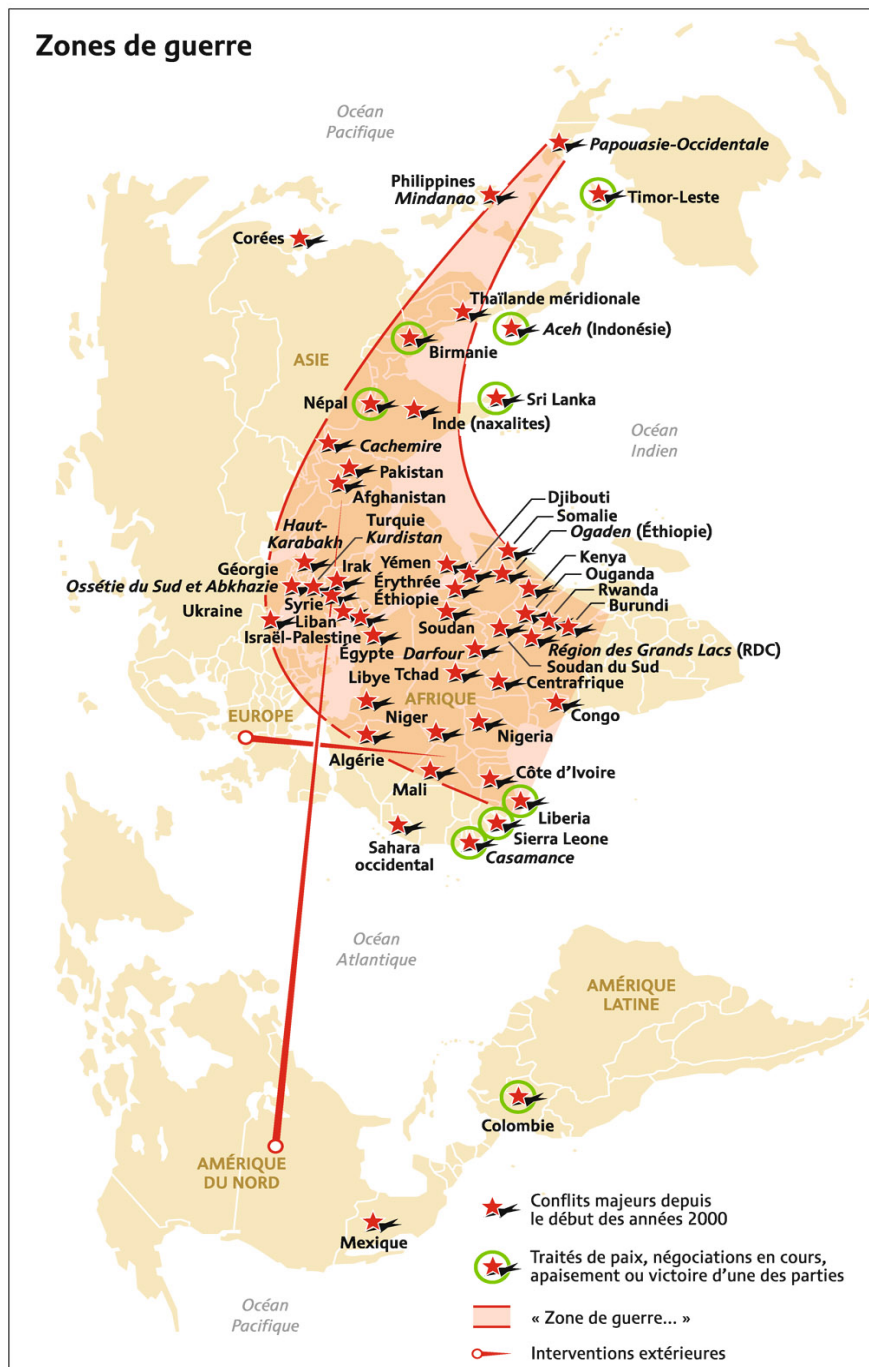 Zones de guerre
Océan
Pacifique
Papouasie-Occidentale
Philippines
Mindanao
Timor-Leste
Corées
Thaïlande méridionale
Aceh (Indonésie)
Birmanie
ASIE
Népal
Sri Lanka
Inde (naxalites)
Océan
Indien
Cachemire
Pakistan
Afghanistan
Djibouti
Somalie
Ogaden (Éthiopie)
Turquie
Kurdistan
Haut-
Karabakh
Géorgie
Ossétie du Sud et Abkhazie
Irak
Yémen
Érythrée
Éthiopie
Kenya
Ouganda
Rwanda
Burundi
Ukraine
Syrie
Liban
Israël-Palestine
Soudan
Égypte
Darfour
Région des Grands Lacs (RDC)
Soudan du Sud
Libye
Tchad
Centrafrique
AFRIQUE
EUROPE
Niger
Congo
Nigeria
Algérie
Mali
Côte d’Ivoire
Liberia
Sierra Leone
Casamance
Sahara
occidental
Océan
Atlantique
AMÉRIQUE
LATINE
Colombie
AMÉRIQUE
DU NORD
Mexique
Océan
Pacifique
Conflits majeurs depuis
le début des années 2000
Traités de paix, négociations en cours,
apaisement ou victoire d’une des parties
« Zone de guerre... »
Interventions extérieures